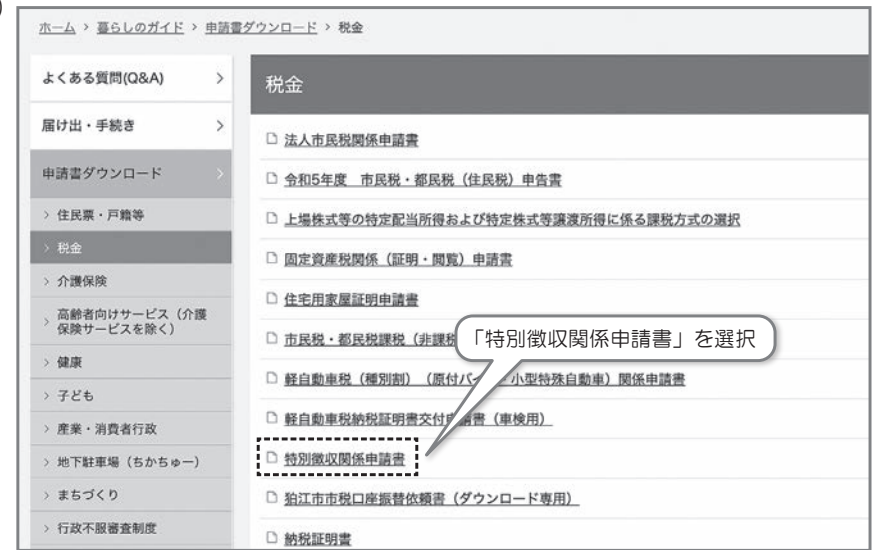 ホーム > 暮らしのガイド > 申請書ダウンロード > 税金
よくある質問(Q&A)
届け出・手続き
申請書ダウンロード
住民票・戸籍等
税金
介護保険
高齢者向けサービス（介護
保険サービスを除く）
健康
子ども
産業・消費者行政
地下駐車場（ちかちゅー）
まちづくり
行政不服審査制度
税金
法人市民税関係申請書
令和5年度　市民税・都民税（住民税）申告書
上場株式等の特定配当所得および特定株式等譲渡所得に係る課税方式の選択
固定資産税関係（証明・閲覧）申請書
住宅用家屋証明申請書
市民税・都民税課税（非課税
「特別徴収関係申請書」を選択
軽自動車税（種別割）（原付バイ 小型特殊自動車）関係申請書
軽自動車税納税証明書交付申請書（車検用）
特別徴収関係申請書
狛江市市税口座振替依頼書（ダウンロード専用）
納税証明書